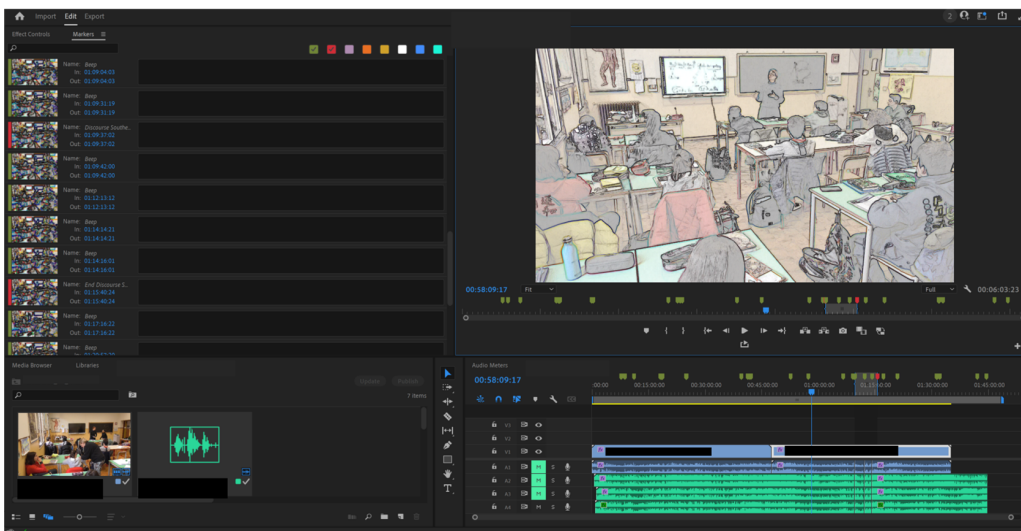 Import Edit Export
2
Effect Controls Markers
Name: Beep
In: 01:09:04:03
Out: 01:09:04:03
Name: Beep
In: 01:09:31:19
Out: 01:09:31:19
Name: Discourse Southe..
In: 01:09:37:02
Out: 01:09:37:02
Name: Beep
In: 01:09:42:00
Out: 01:09:42:00
Name: Beep
In: 01:12:13:12
Out: 01:12:13:12
Name: Beep
In: 01:14:14:21
Out: 01:14:14:21
Name: Beep
In: 01:14:16:01
Out: 01:14:16:01
Name: End Discourse S..
In: 01:15:40:24
Out: 01:15:40:24
Name: Beep
In: 01:17:16:22
Out: 01:17:16:22
Name: Beep
00:58:09:17 Fit Full 00:06:03:23
Media Browser Libraries
7 items
Audio Meters
00:58:09:17
:00:00 00:15:00:00 00:30:00:00 00:45:00:00 01:00:00:00 01:15:00:00 01:30:00:00 01:45:00:00
V3
V2
V1
A1 M S
A2 M S
A3 M S
A4 M S
T